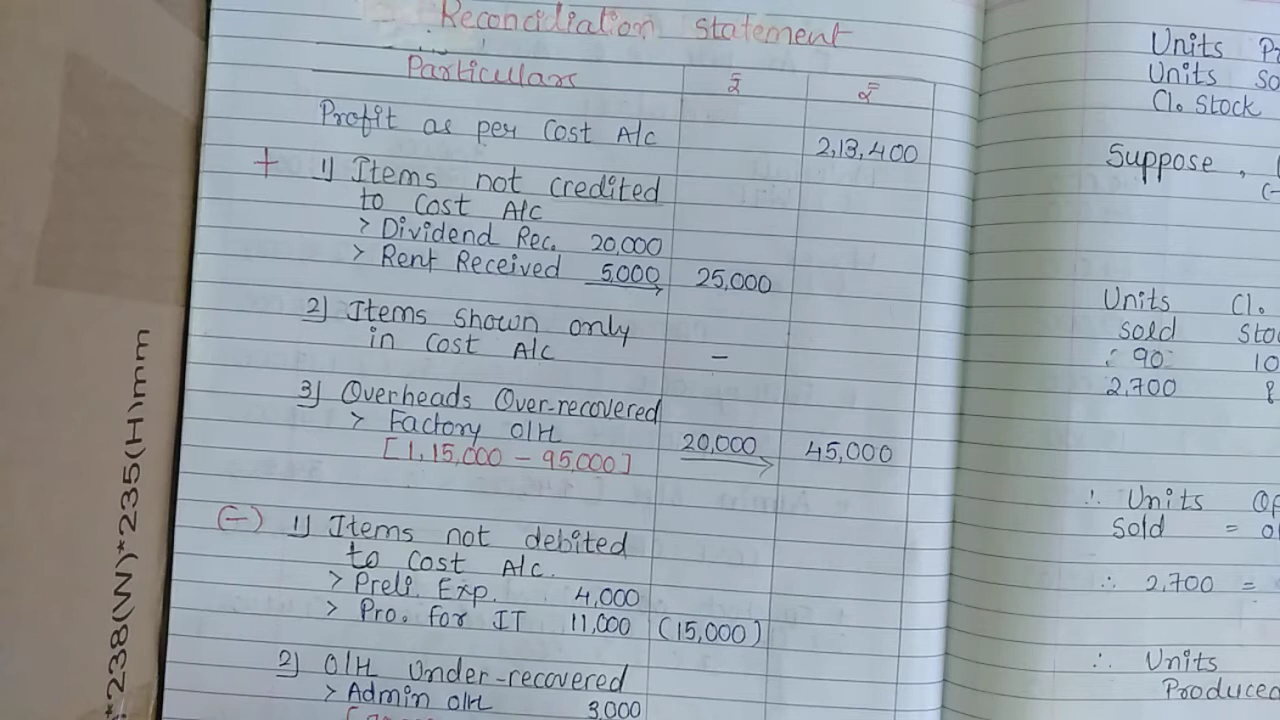 Reconciliation Statement
Particulars ₹ ₹
Profit as per Cost A/c 2,13,400
+ 1) Items not credited
to Cost A/c
> Dividend Rec. 20,000
> Rent Received 5,000 25,000
2) Items shown only
in Cost A/c –
3) Overheads Over-recovered
> Factory O/H 20,000 45,000
[1,15,000 – 95,000]
(–) 1) Items not debited
to Cost A/c.
> Preli. Exp. 4,000
> Pro. for IT 11,000 (15,000)
2) O/H Under-recovered
> Admin O/H 3,000
Units
Units
Cl. Stock
Suppose,
Units Cl.
Sold
90 10
2,700
∴ Units
Sold =
∴ 2,700 =
∴ Units
Produced
*238(W)*235(H)mm